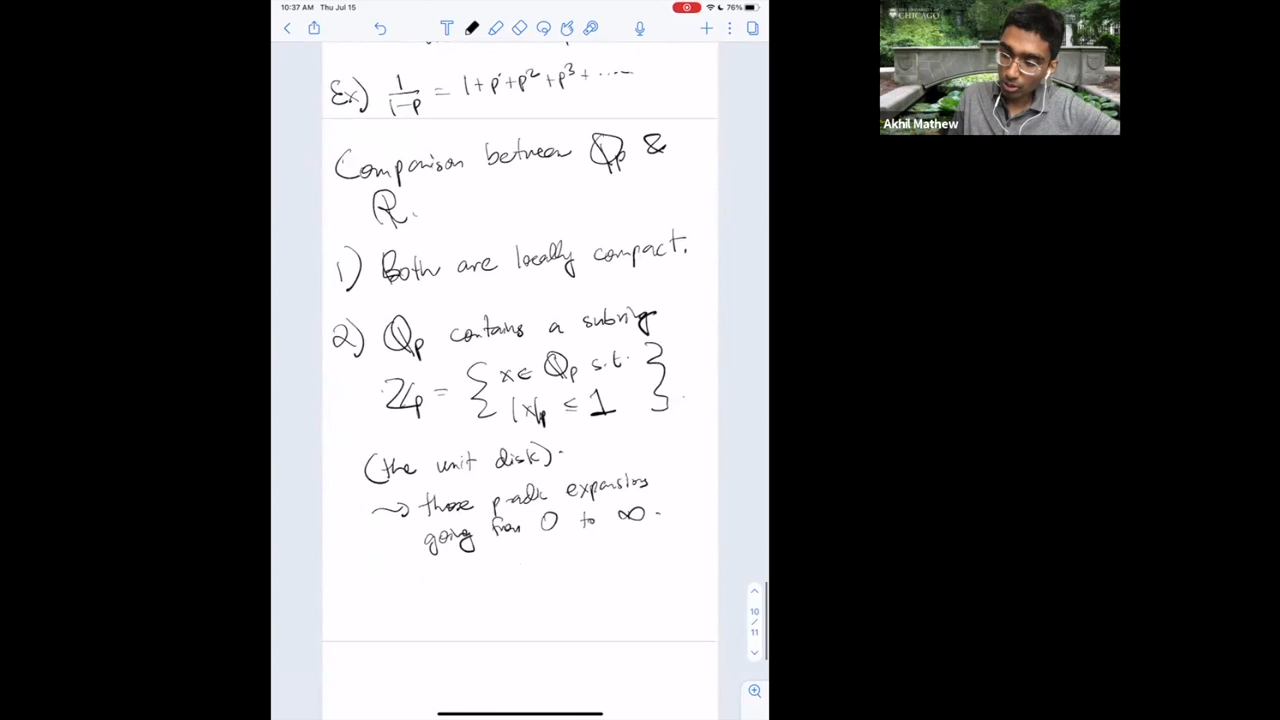 10:37 AM Thu Jul 15
76%
Ex) 1/(1-p) = 1+p+p²+p³+ .....
Comparison between ℚp &
ℝ.
1) Both are locally compact.
2) ℚp contains a subring
ℤp = { x ∈ ℚp s.t. |x|p ≤ 1 }
(the unit disk).
⇝ those p-adic expansions
going from 0 to ∞.
10
/
11
CHICAGO
Akhil Mathew